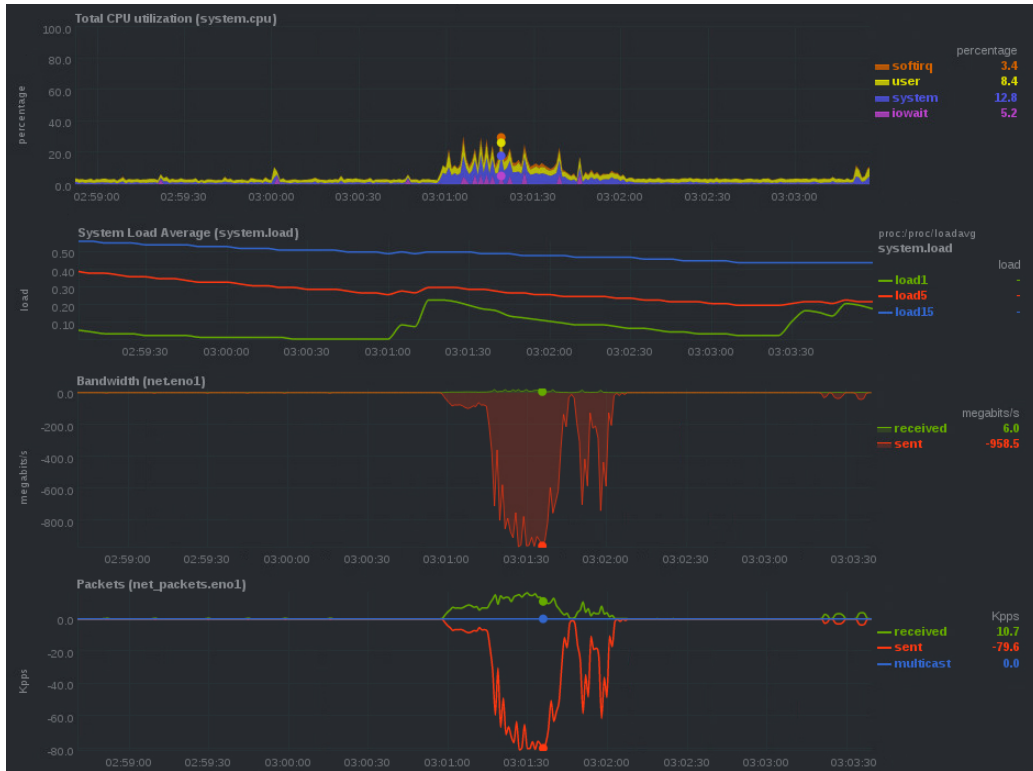 Total CPU utilization (system.cpu)
100.0
80.0
60.0
40.0
20.0
0.0
percentage
02:59:00 02:59:30 03:00:00 03:00:30 03:01:00 03:01:30 03:02:00 03:02:30 03:03:00
percentage
softirq 3.4
user 8.4
system 12.8
iowait 5.2
System Load Average (system.load)
0.50
0.40
0.30
0.20
0.10
load
02:59:30 03:00:00 03:00:30 03:01:00 03:01:30 03:02:00 03:02:30 03:03:00 03:03:30
proc:/proc/loadavg
system.load
load
load1 -
load5 -
load15 -
Bandwidth (net.eno1)
0.0
-200.0
-400.0
-600.0
-800.0
megabits/s
02:59:00 02:59:30 03:00:00 03:00:30 03:01:00 03:01:30 03:02:00 03:02:30 03:03:00 03:03:30
megabits/s
received 6.0
sent -958.5
Packets (net_packets.eno1)
0.0
-20.0
-40.0
-60.0
-80.0
Kpps
02:59:00 02:59:30 03:00:00 03:00:30 03:01:00 03:01:30 03:02:00 03:02:30 03:03:00 03:03:30
Kpps
received 10.7
sent -79.6
multicast 0.0